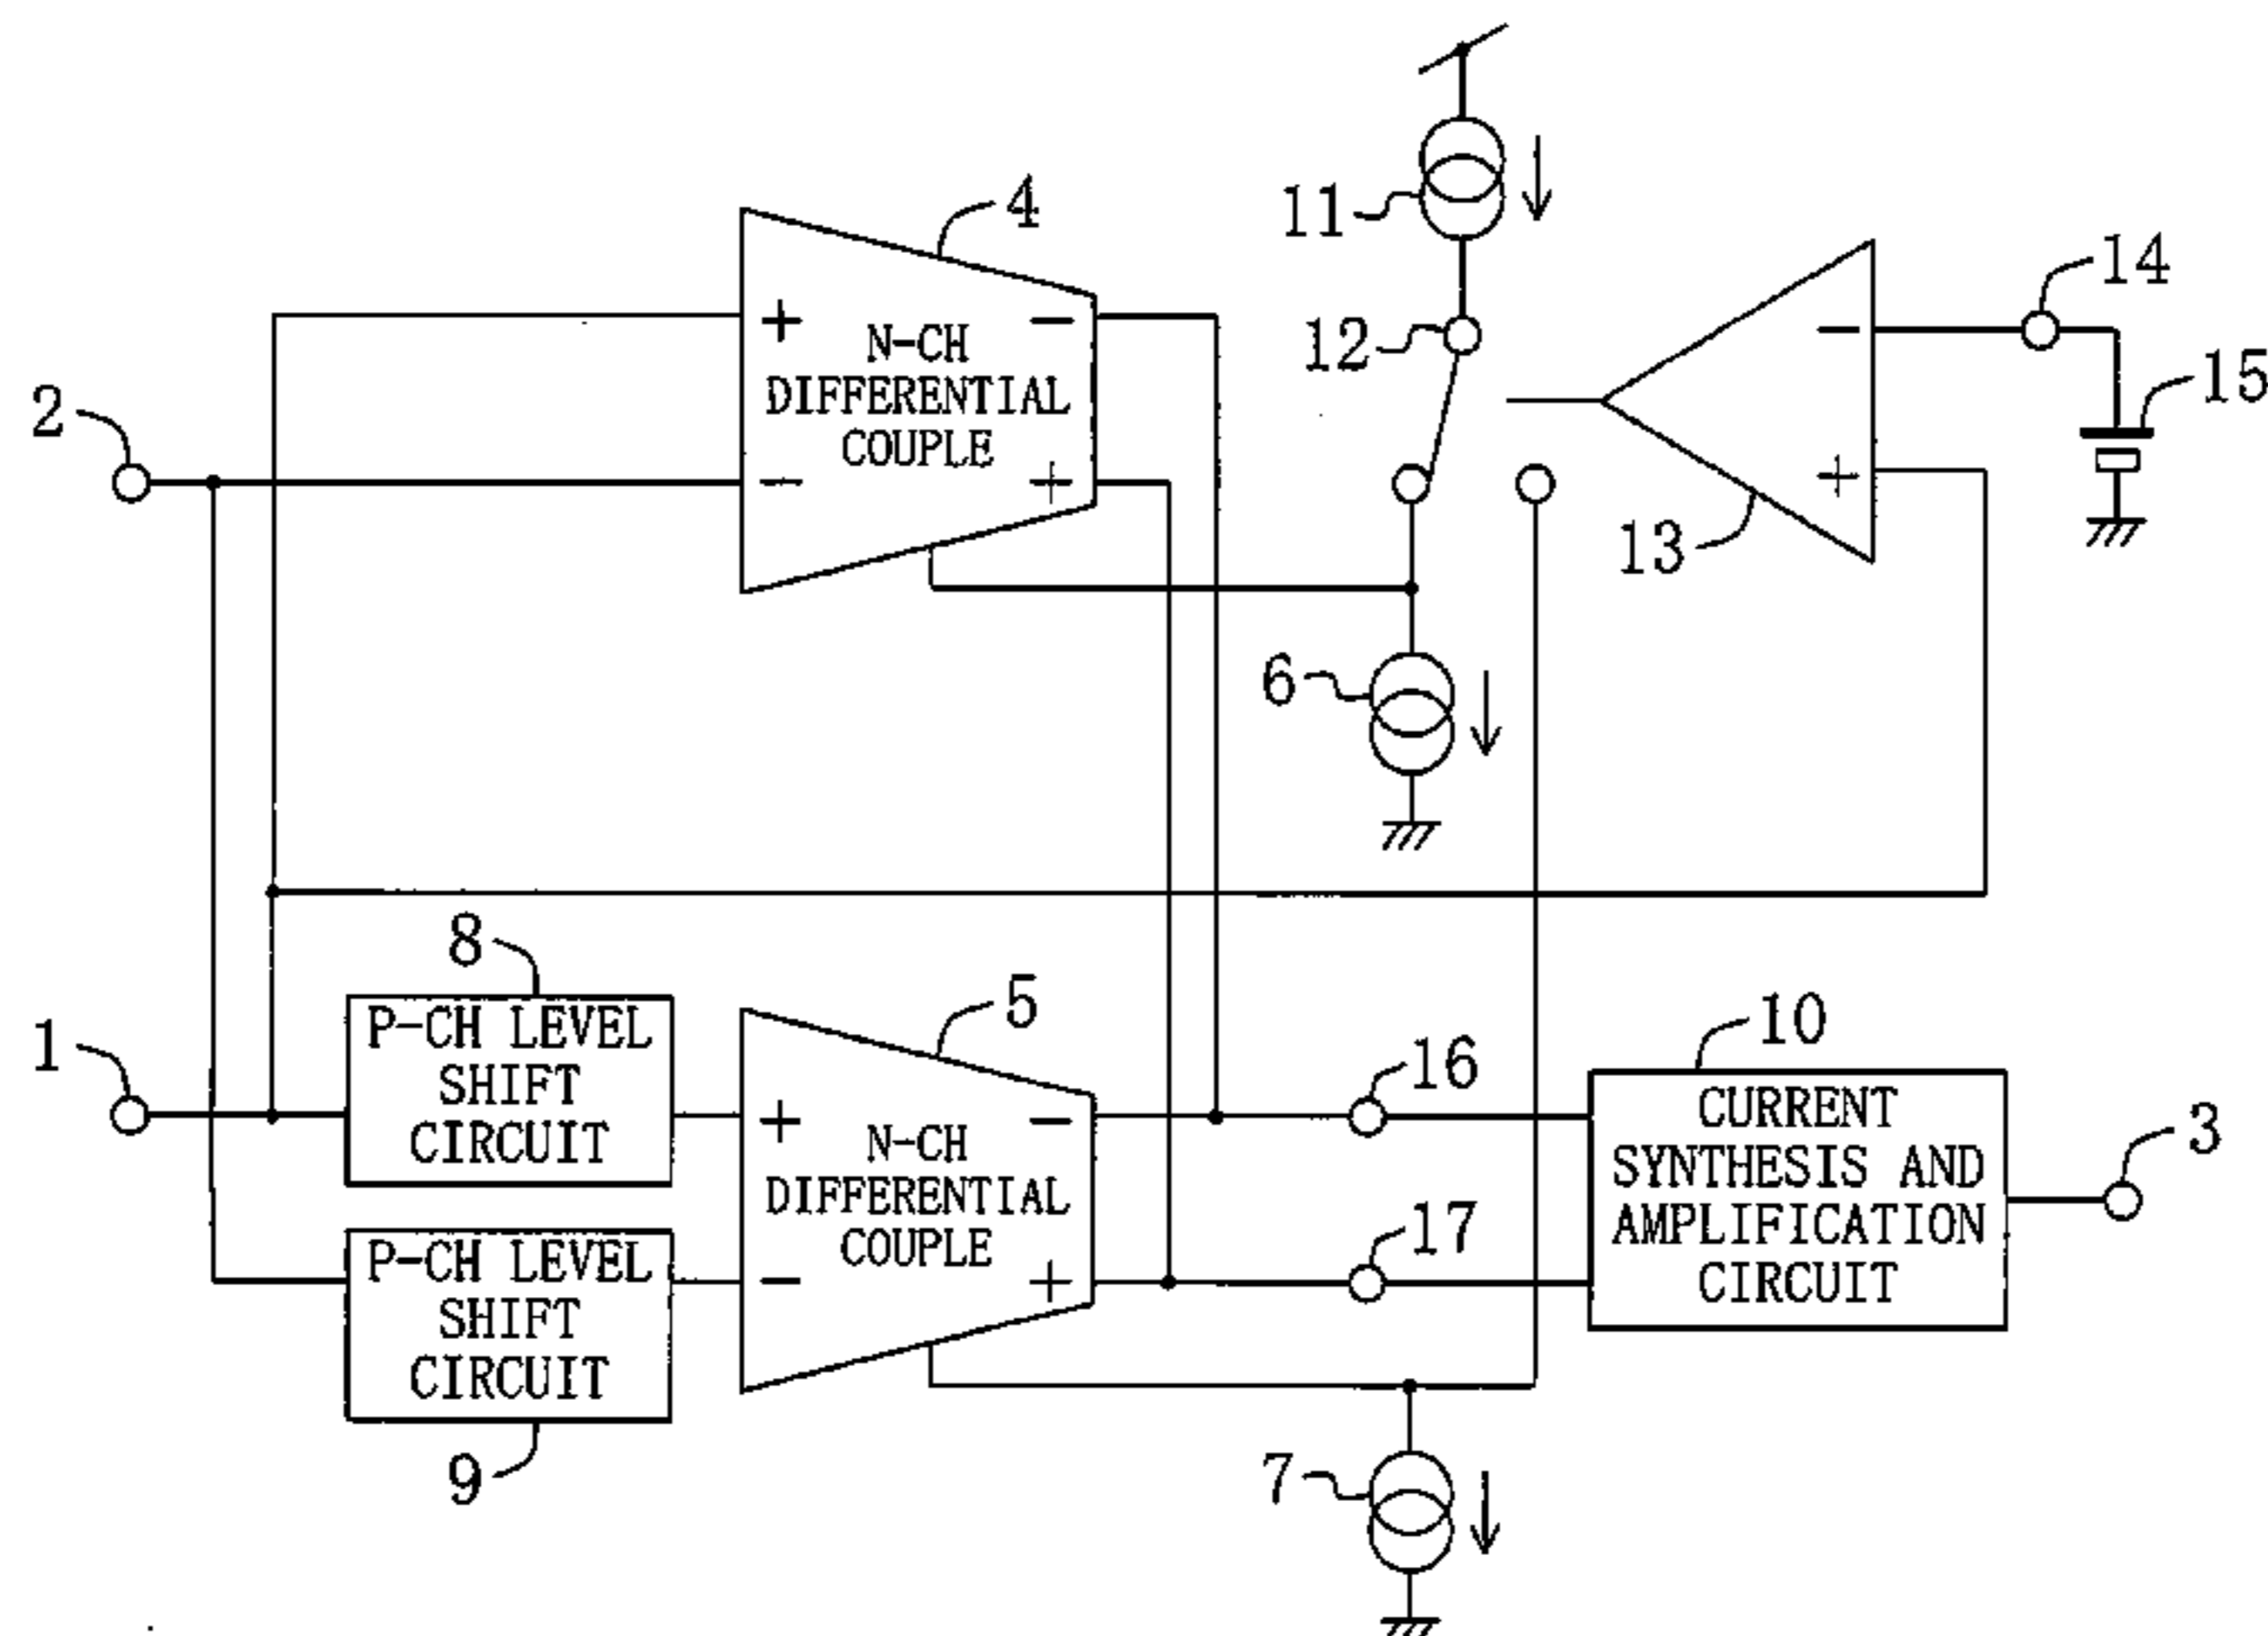 11
4
14
12
+ −
N-CH
DIFFERENTIAL
COUPLE
− +
−
+
15
2
13
6
8
P-CH LEVEL
SHIFT
CIRCUIT
5
10
1
16
+ −
N-CH
DIFFERENTIAL
COUPLE
− +
CURRENT
SYNTHESIS AND
AMPLIFICATION
CIRCUIT
3
17
P-CH LEVEL
SHIFT
CIRCUIT
9
7